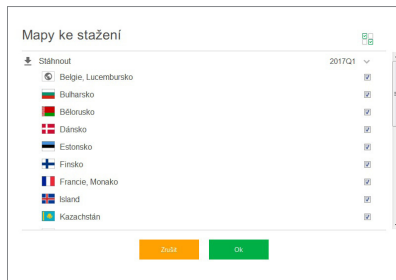 Mapy ke stažení
Stáhnout 2017Q1
Belgie, Lucembursko
Bulharsko
Bělorusko
Dánsko
Estonsko
Finsko
Francie, Monako
Island
Kazachstán
Zrušit Ok